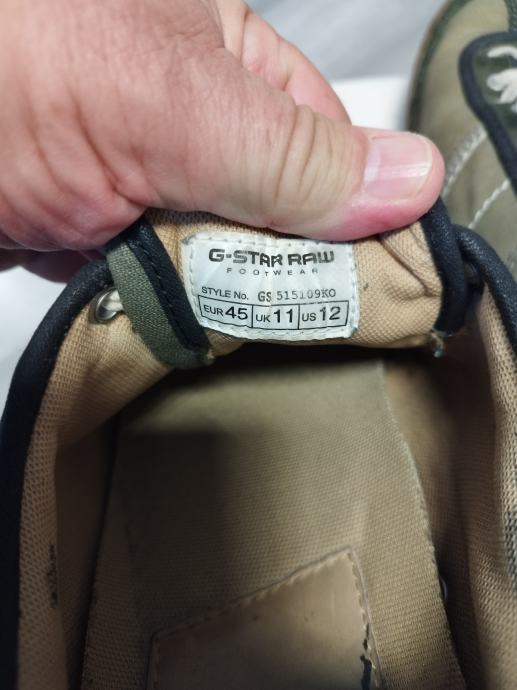 G-STAR RAW
FOOTWEAR
STYLE No. GS 515109KO
EUR 45 UK 11 US 12